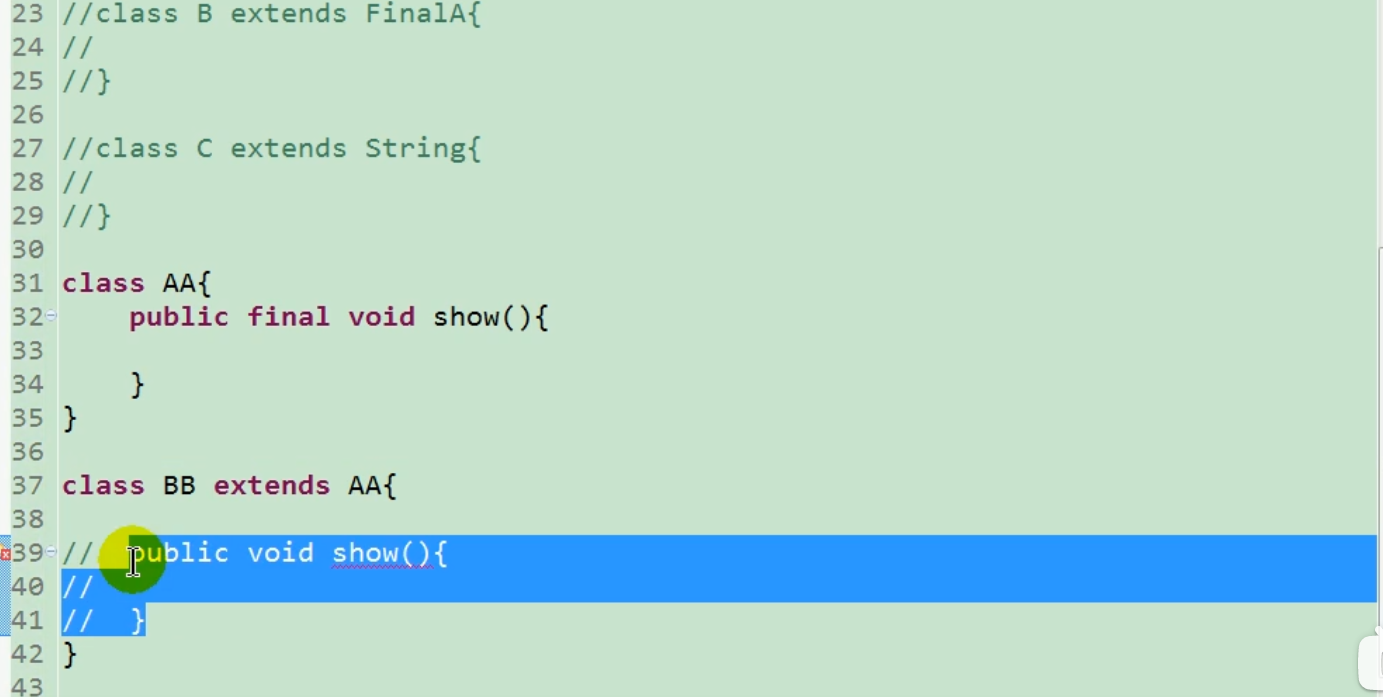 23 //class B extends FinalA{
24 //
25 //}
26
27 //class C extends String{
28 //
29 //}
30
31 class AA{
32 public final void show(){
33
34 }
35 }
36
37 class BB extends AA{
38
39 // public void show(){
40 //
41 // }
42 }
43